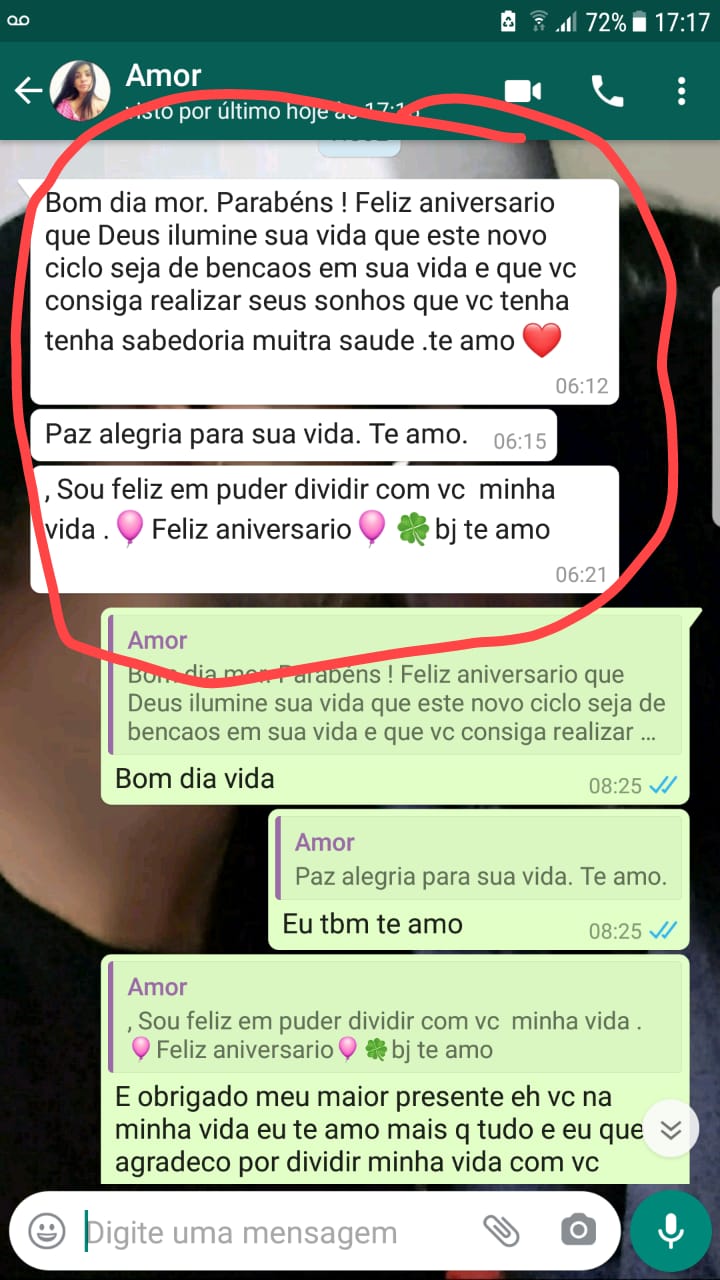 72% 17:17
Amor
visto por último hoje às
Bom dia mor. Parabéns ! Feliz aniversario
que Deus ilumine sua vida que este novo
ciclo seja de bencaos em sua vida e que vc
consiga realizar seus sonhos que vc tenha
tenha sabedoria muitra saude .te amo ❤️
06:12
Paz alegria para sua vida. Te amo. 06:15
, Sou feliz em puder dividir com vc minha
vida .🎈Feliz aniversario🎈 🍀bj te amo
06:21
Amor
Bom dia mor. Parabéns ! Feliz aniversario que
Deus ilumine sua vida que este novo ciclo seja de
bencaos em sua vida e que vc consiga realizar ...
Bom dia vida 08:25
Amor
Paz alegria para sua vida. Te amo.
Eu tbm te amo 08:25
Amor
, Sou feliz em puder dividir com vc minha vida .
🎈Feliz aniversario🎈 🍀bj te amo
E obrigado meu maior presente eh vc na
minha vida eu te amo mais q tudo e eu que
agradeco por dividir minha vida com vc
Digite uma mensagem